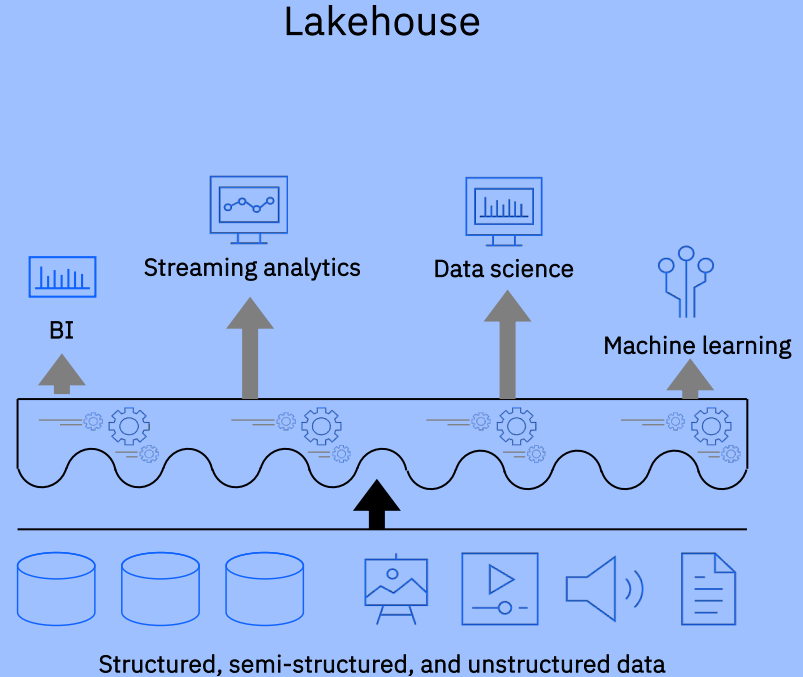 Lakehouse
Streaming analytics
Data science
BI
Machine learning
Structured, semi-structured, and unstructured data